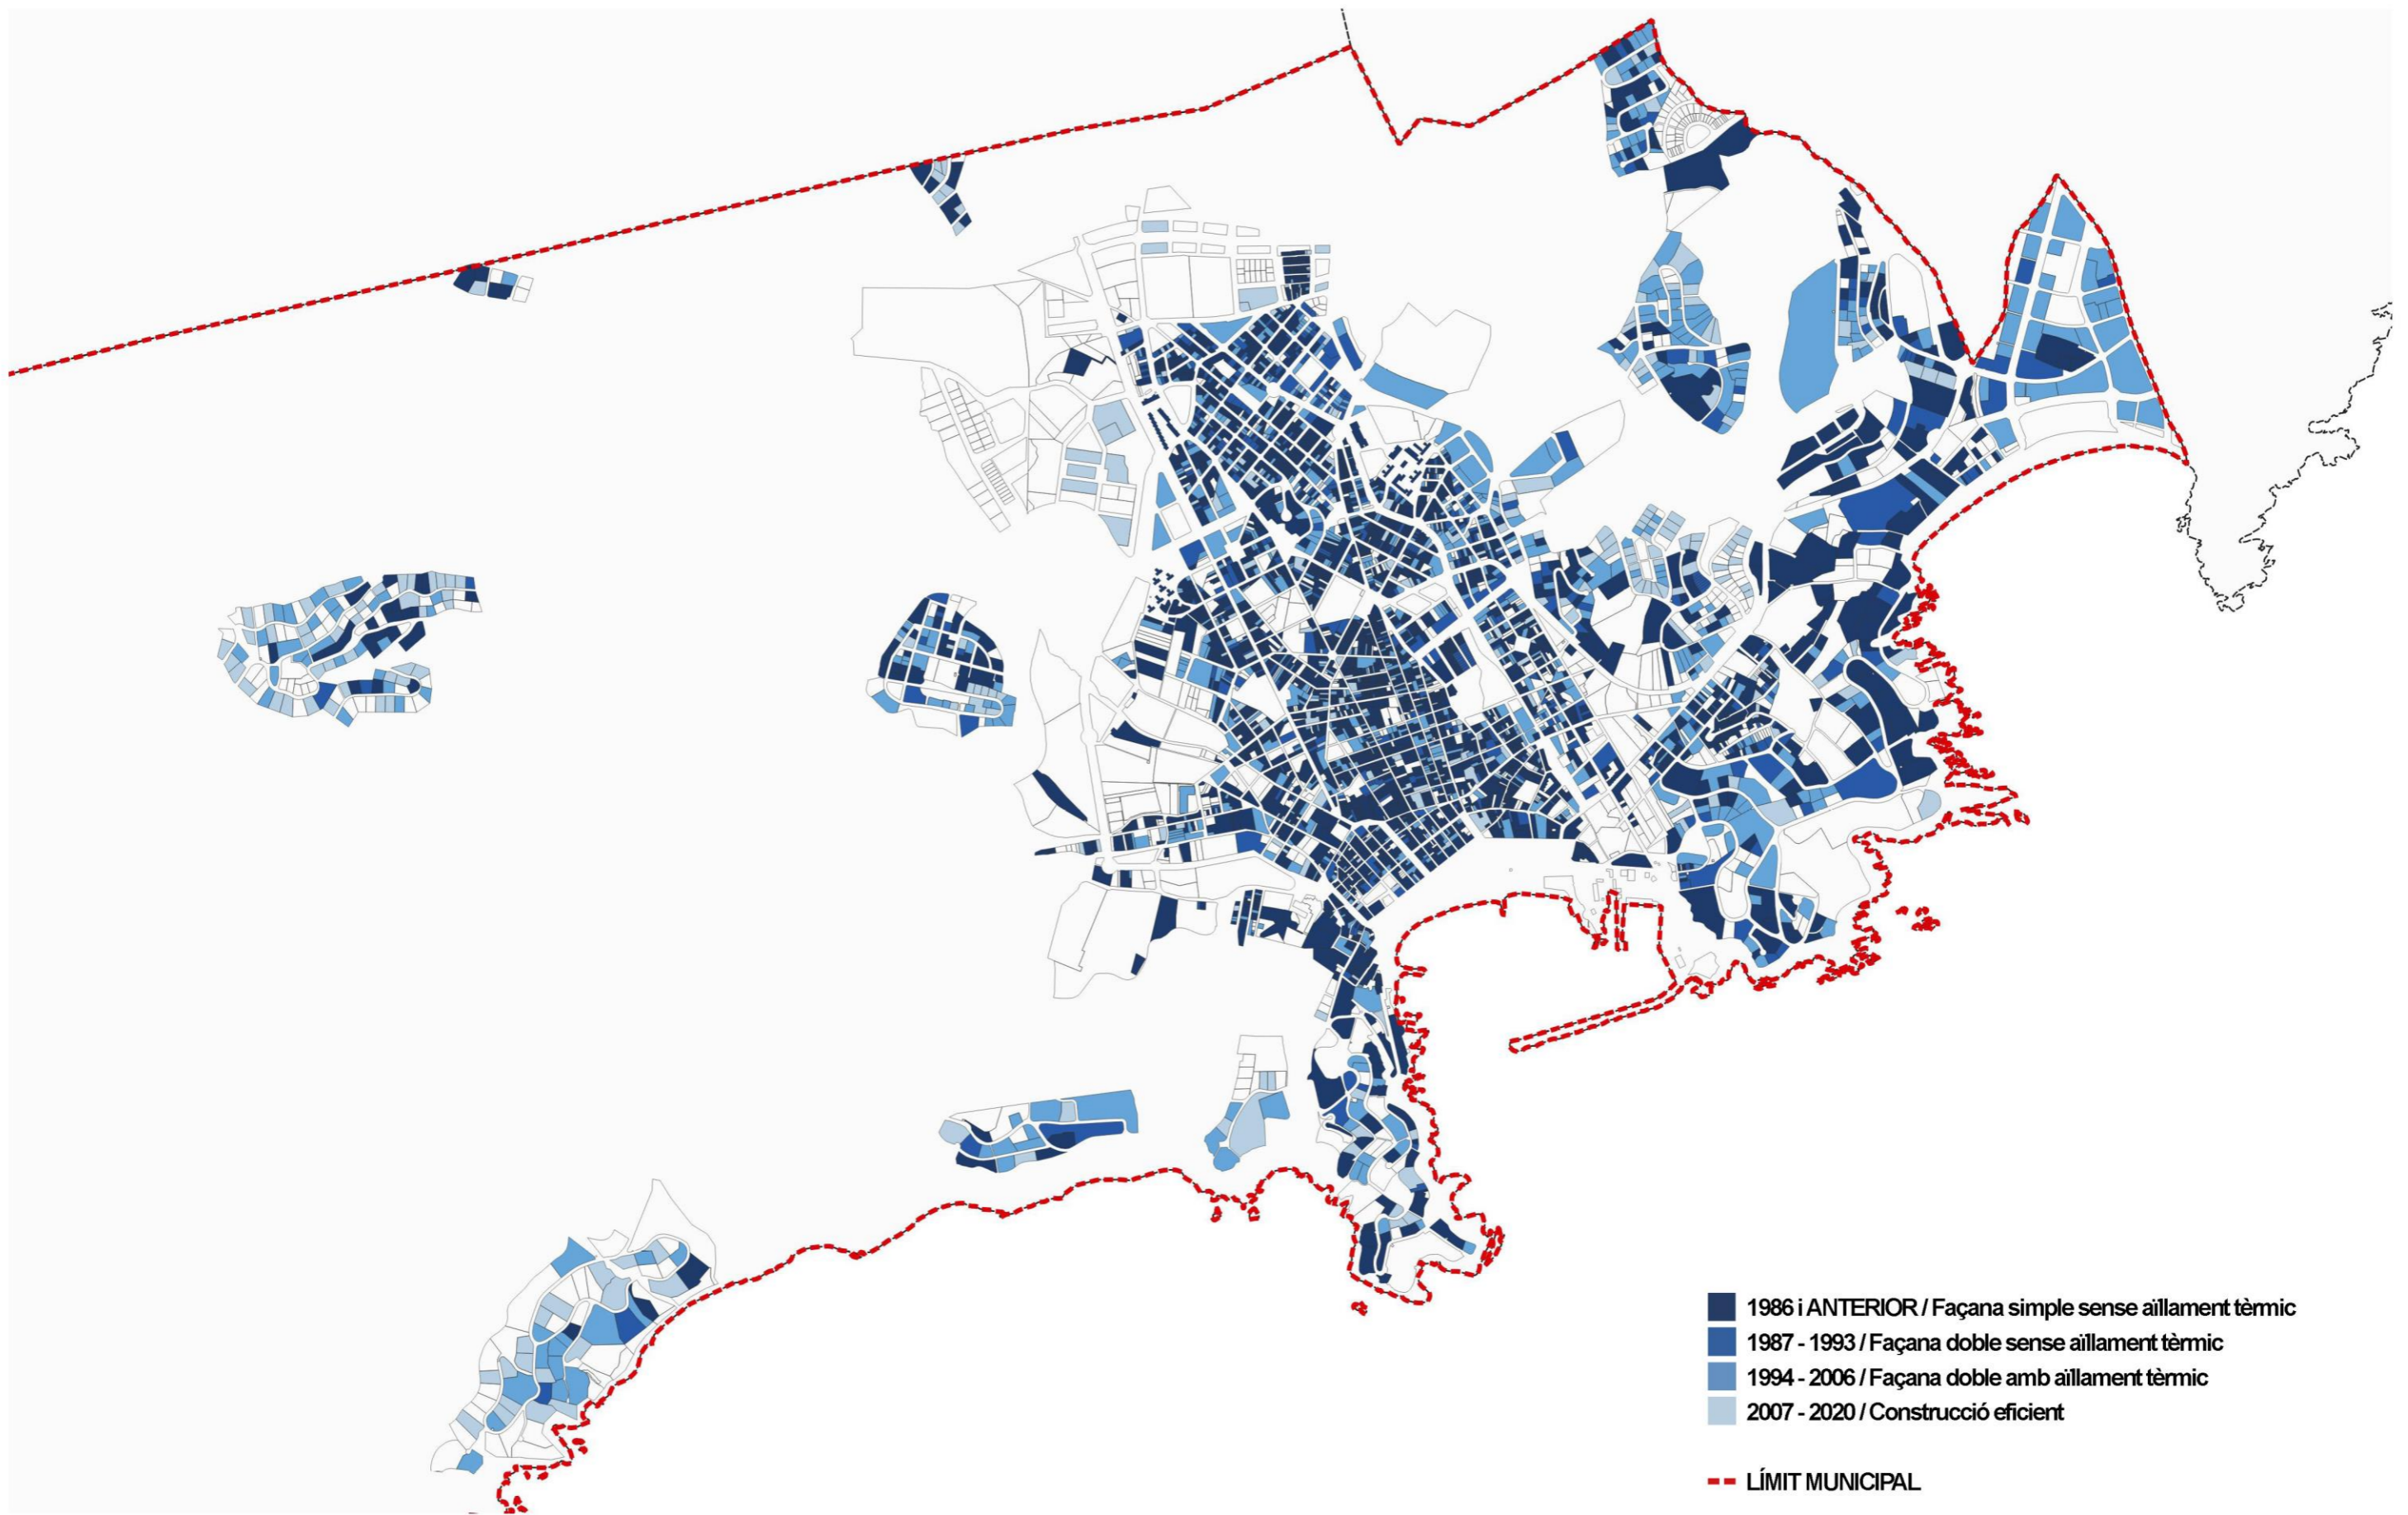 1986 i ANTERIOR / Façana simple sense aïllament tèrmic
1987 - 1993 / Façana doble sense aïllament tèrmic
1994 - 2006 / Façana doble amb aïllament tèrmic
2007 - 2020 / Construcció eficient
LÍMIT MUNICIPAL